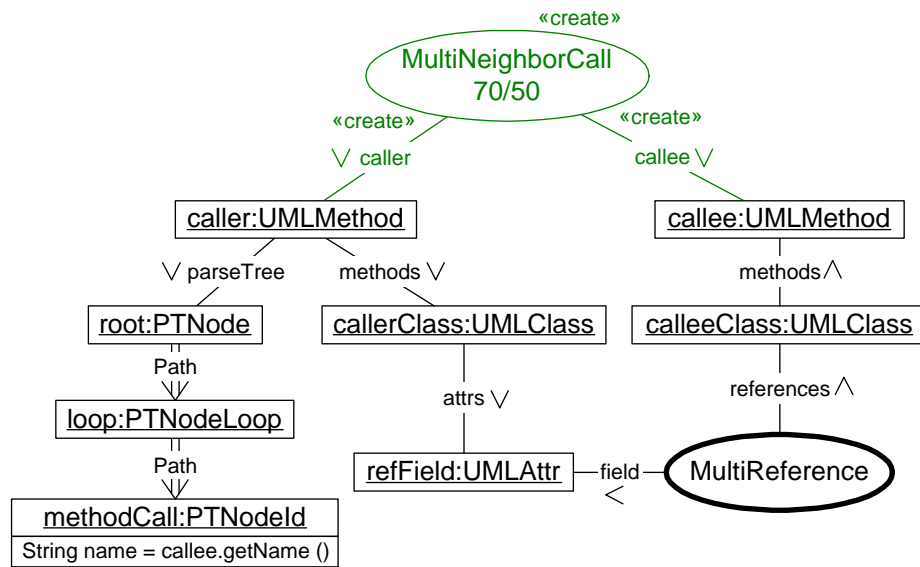 «create»
MultiNeighborCall
70/50
«create»
«create»
caller
callee
caller:UMLMethod
callee:UMLMethod
parseTree
methods
methods
root:PTNode
callerClass:UMLClass
calleeClass:UMLClass
Path
attrs
references
loop:PTNodeLoop
Path
refField:UMLAttr
field
MultiReference
methodCall:PTNodeId
String name = callee.getName ()